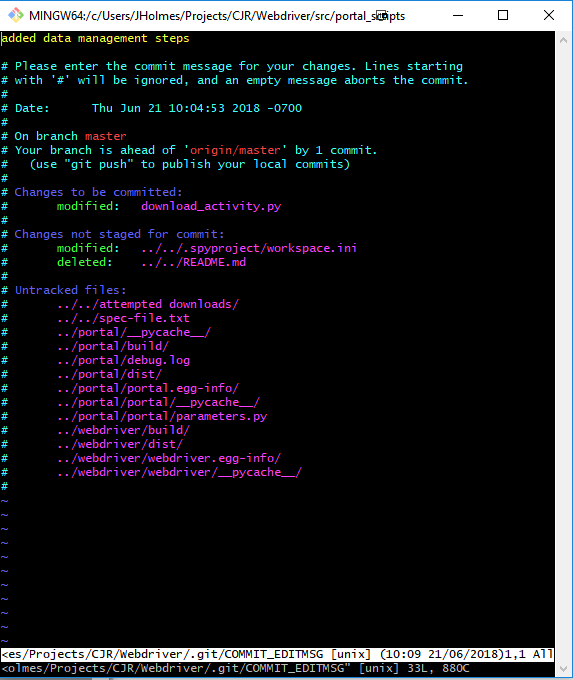 MINGW64:/c/Users/JHolmes/Projects/CJR/Webdriver/src/portal_scripts
added data management steps
# Please enter the commit message for your changes. Lines starting
# with '#' will be ignored, and an empty message aborts the commit.
#
# Date:      Thu Jun 21 10:04:53 2018 -0700
#
# On branch master
# Your branch is ahead of 'origin/master' by 1 commit.
#   (use "git push" to publish your local commits)
#
# Changes to be committed:
#       modified:   download_activity.py
#
# Changes not staged for commit:
#       modified:   ../../.spyproject/workspace.ini
#       deleted:    ../../README.md
#
# Untracked files:
#       ../../attempted downloads/
#       ../../spec-file.txt
#       ../portal/__pycache__/
#       ../portal/build/
#       ../portal/debug.log
#       ../portal/dist/
#       ../portal/portal.egg-info/
#       ../portal/portal/__pycache__/
#       ../portal/portal/parameters.py
#       ../webdriver/build/
#       ../webdriver/dist/
#       ../webdriver/webdriver.egg-info/
#       ../webdriver/webdriver/__pycache__/
#
~
~
~
~
~
~
~
~
~
~
~
<es/Projects/CJR/Webdriver/.git/COMMIT_EDITMSG [unix] (10:09 21/06/2018)1,1 All
<olmes/Projects/CJR/Webdriver/.git/COMMIT_EDITMSG" [unix] 33L, 880C